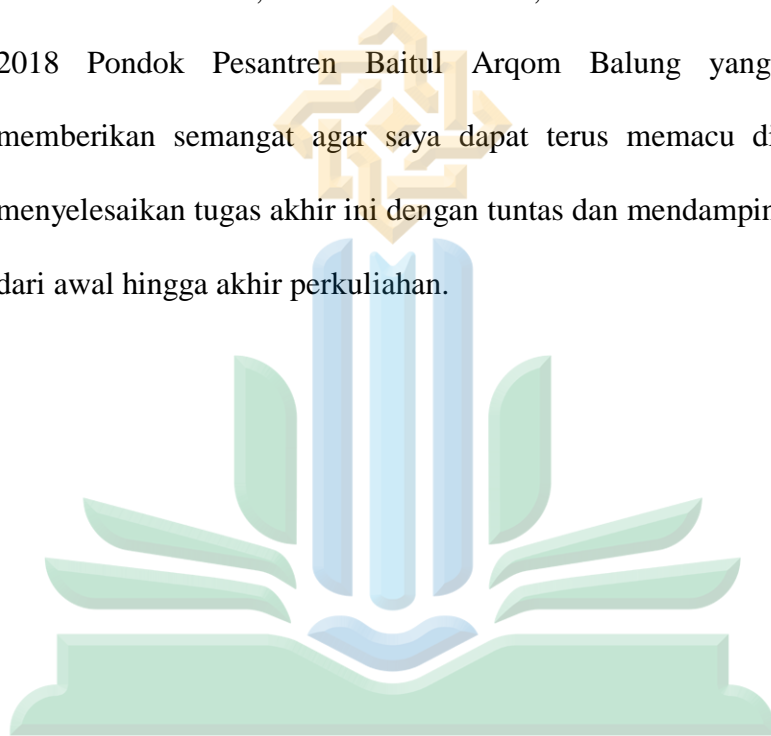 2018 Pondok Pesantren Baitul Arqom Balung yang
memberikan semangat agar saya dapat terus memacu
menyelesaikan tugas akhir ini dengan tuntas dan
dari awal hingga akhir perkuliahan.